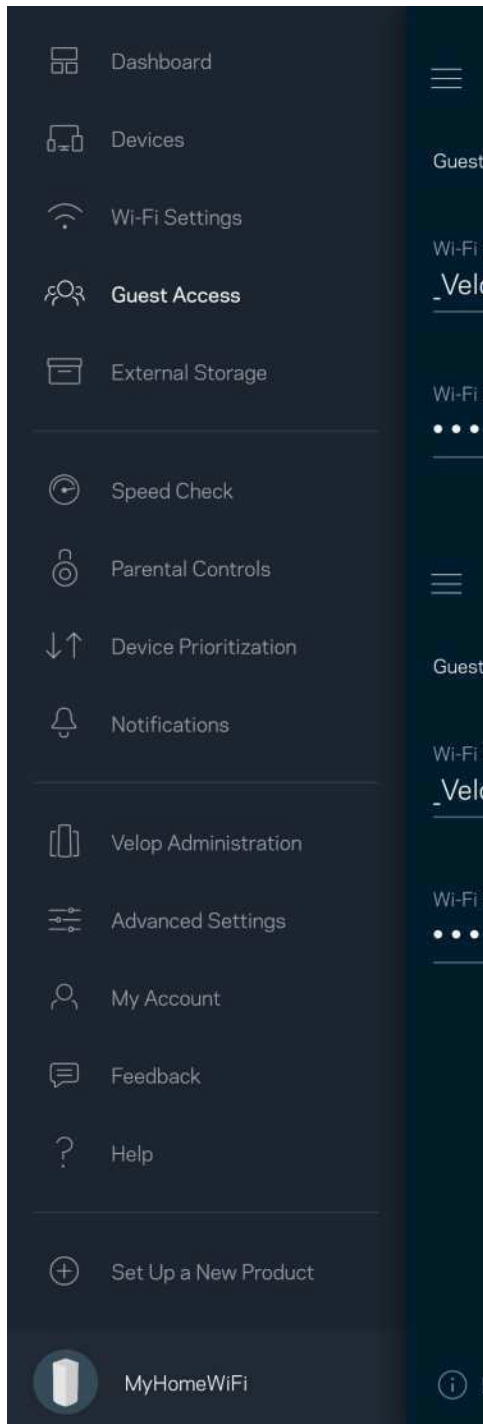 Dashboard
Devices
Wi-Fi Settings
Guest Access
External Storage
Speed Check
Parental Controls
Device Prioritization
Notifications
Velop Administration
Advanced Settings
My Account
Feedback
Help
Set Up a New Product
MyHomeWiFi
Guest
Wi-Fi
_Velo
Wi-Fi
Guest
Wi-Fi
_Velo
Wi-Fi